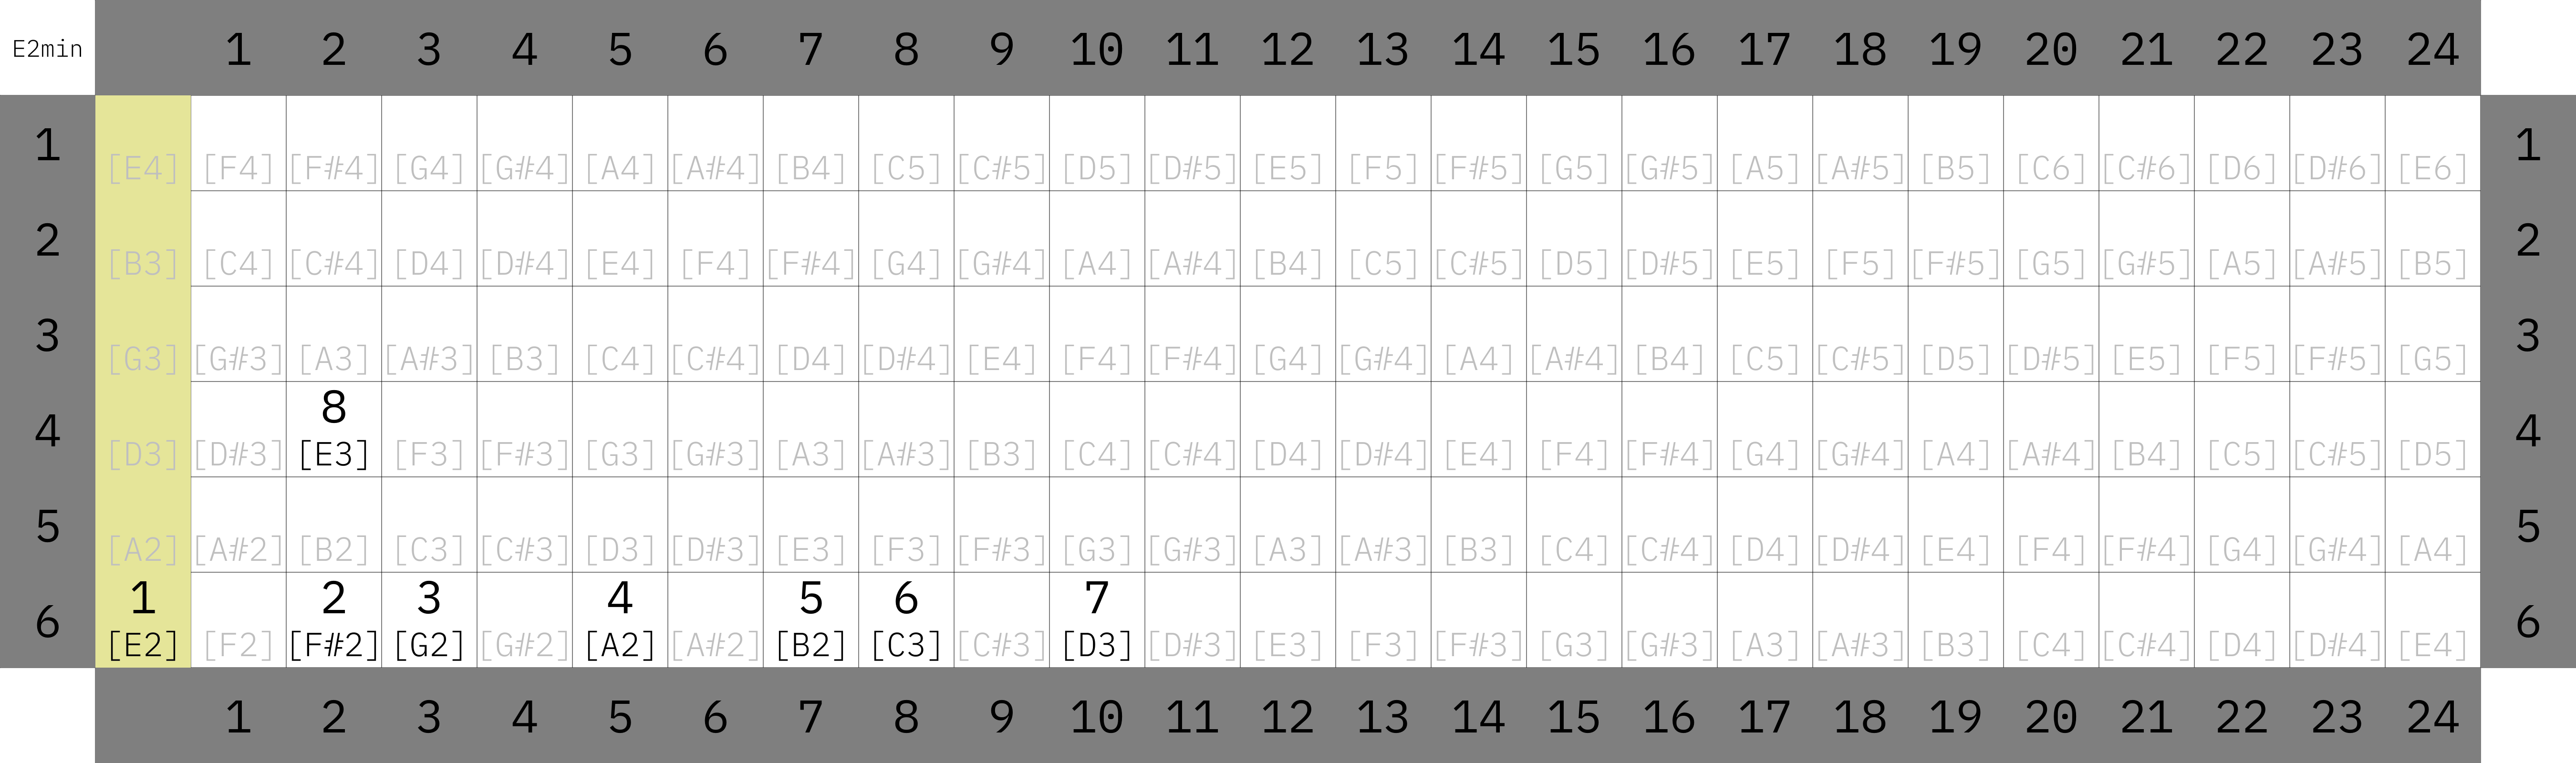 E2min 1 2 3 4 5 6 7 8 9 10 11 12 13 14 15 16 17 18 19 20 21 22 23 24
1 [E4] [F4] [F#4] [G4] [G#4] [A4] [A#4] [B4] [C5] [C#5] [D5] [D#5] [E5] [F5] [F#5] [G5] [G#5] [A5] [A#5] [B5] [C6] [C#6] [D6] [D#6] [E6] 1
2 [B3] [C4] [C#4] [D4] [D#4] [E4] [F4] [F#4] [G4] [G#4] [A4] [A#4] [B4] [C5] [C#5] [D5] [D#5] [E5] [F5] [F#5] [G5] [G#5] [A5] [A#5] [B5] 2
3 [G3] [G#3] [A3] [A#3] [B3] [C4] [C#4] [D4] [D#4] [E4] [F4] [F#4] [G4] [G#4] [A4] [A#4] [B4] [C5] [C#5] [D5] [D#5] [E5] [F5] [F#5] [G5] 3
8
4 [D3] [D#3] [E3] [F3] [F#3] [G3] [G#3] [A3] [A#3] [B3] [C4] [C#4] [D4] [D#4] [E4] [F4] [F#4] [G4] [G#4] [A4] [A#4] [B4] [C5] [C#5] [D5] 4
5 [A2] [A#2] [B2] [C3] [C#3] [D3] [D#3] [E3] [F3] [F#3] [G3] [G#3] [A3] [A#3] [B3] [C4] [C#4] [D4] [D#4] [E4] [F4] [F#4] [G4] [G#4] [A4] 5
1 2 3 4 5 6 7
6 [E2] [F2] [F#2] [G2] [G#2] [A2] [A#2] [B2] [C3] [C#3] [D3] [D#3] [E3] [F3] [F#3] [G3] [G#3] [A3] [A#3] [B3] [C4] [C#4] [D4] [D#4] [E4] 6
1 2 3 4 5 6 7 8 9 10 11 12 13 14 15 16 17 18 19 20 21 22 23 24